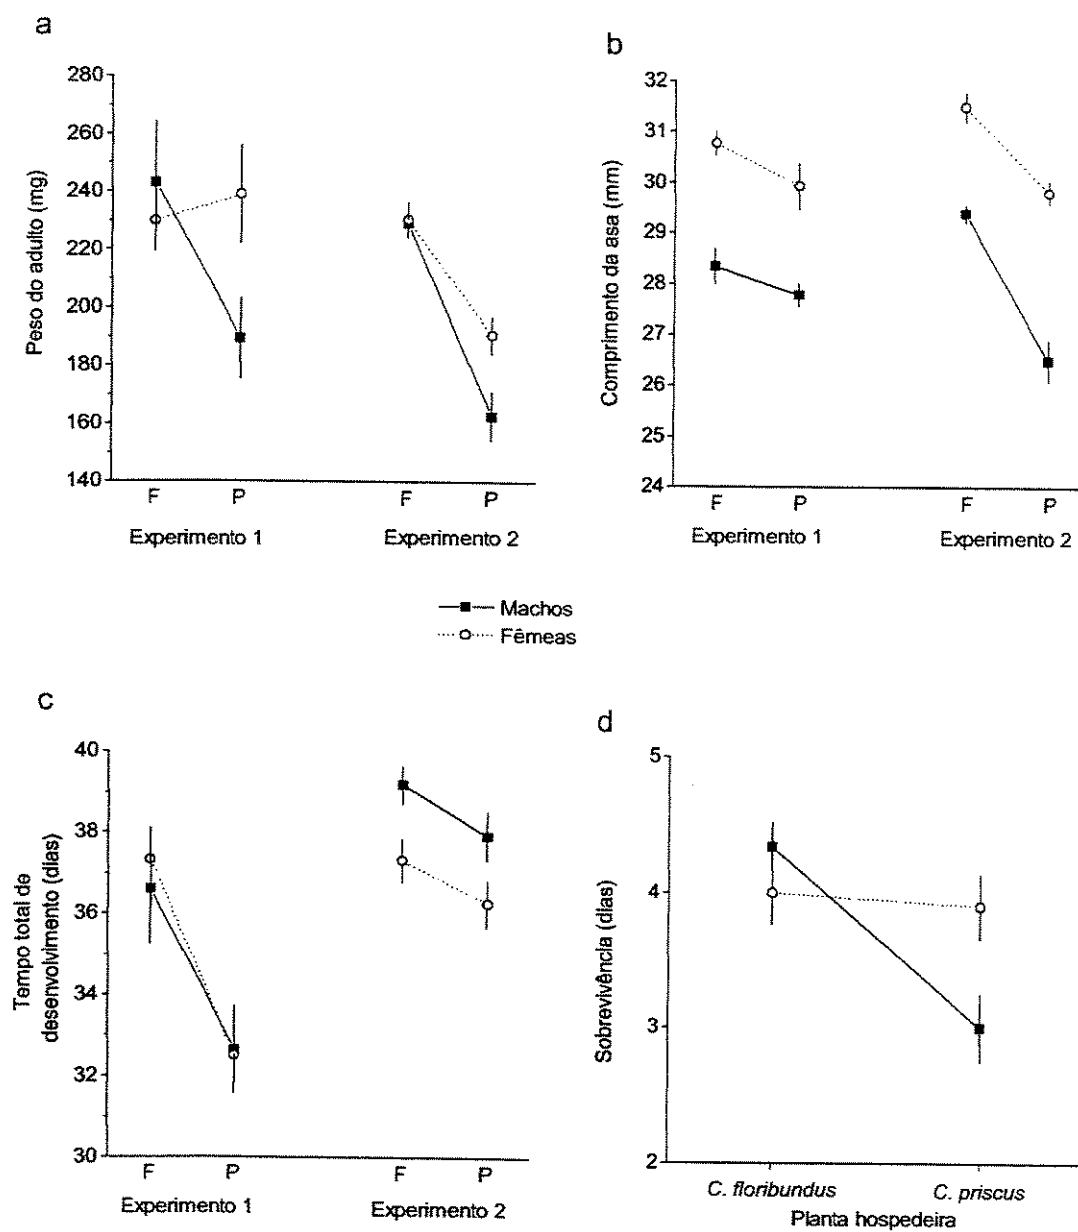 a
280
260
240
220
200
180
160
140
Peso do adulto (mg)
F P F P
Experimento 1 Experimento 2
b
32
31
30
29
28
27
26
25
24
Comprimento da asa (mm)
F P F P
Experimento 1 Experimento 2
Machos
Fêmeas
c
40
38
36
34
32
30
Tempo total de
desenvolvimento (dias)
F P F P
Experimento 1 Experimento 2
d
5
4
3
2
Sobrevivência (dias)
C. floribundus C. priscus
Planta hospedeira